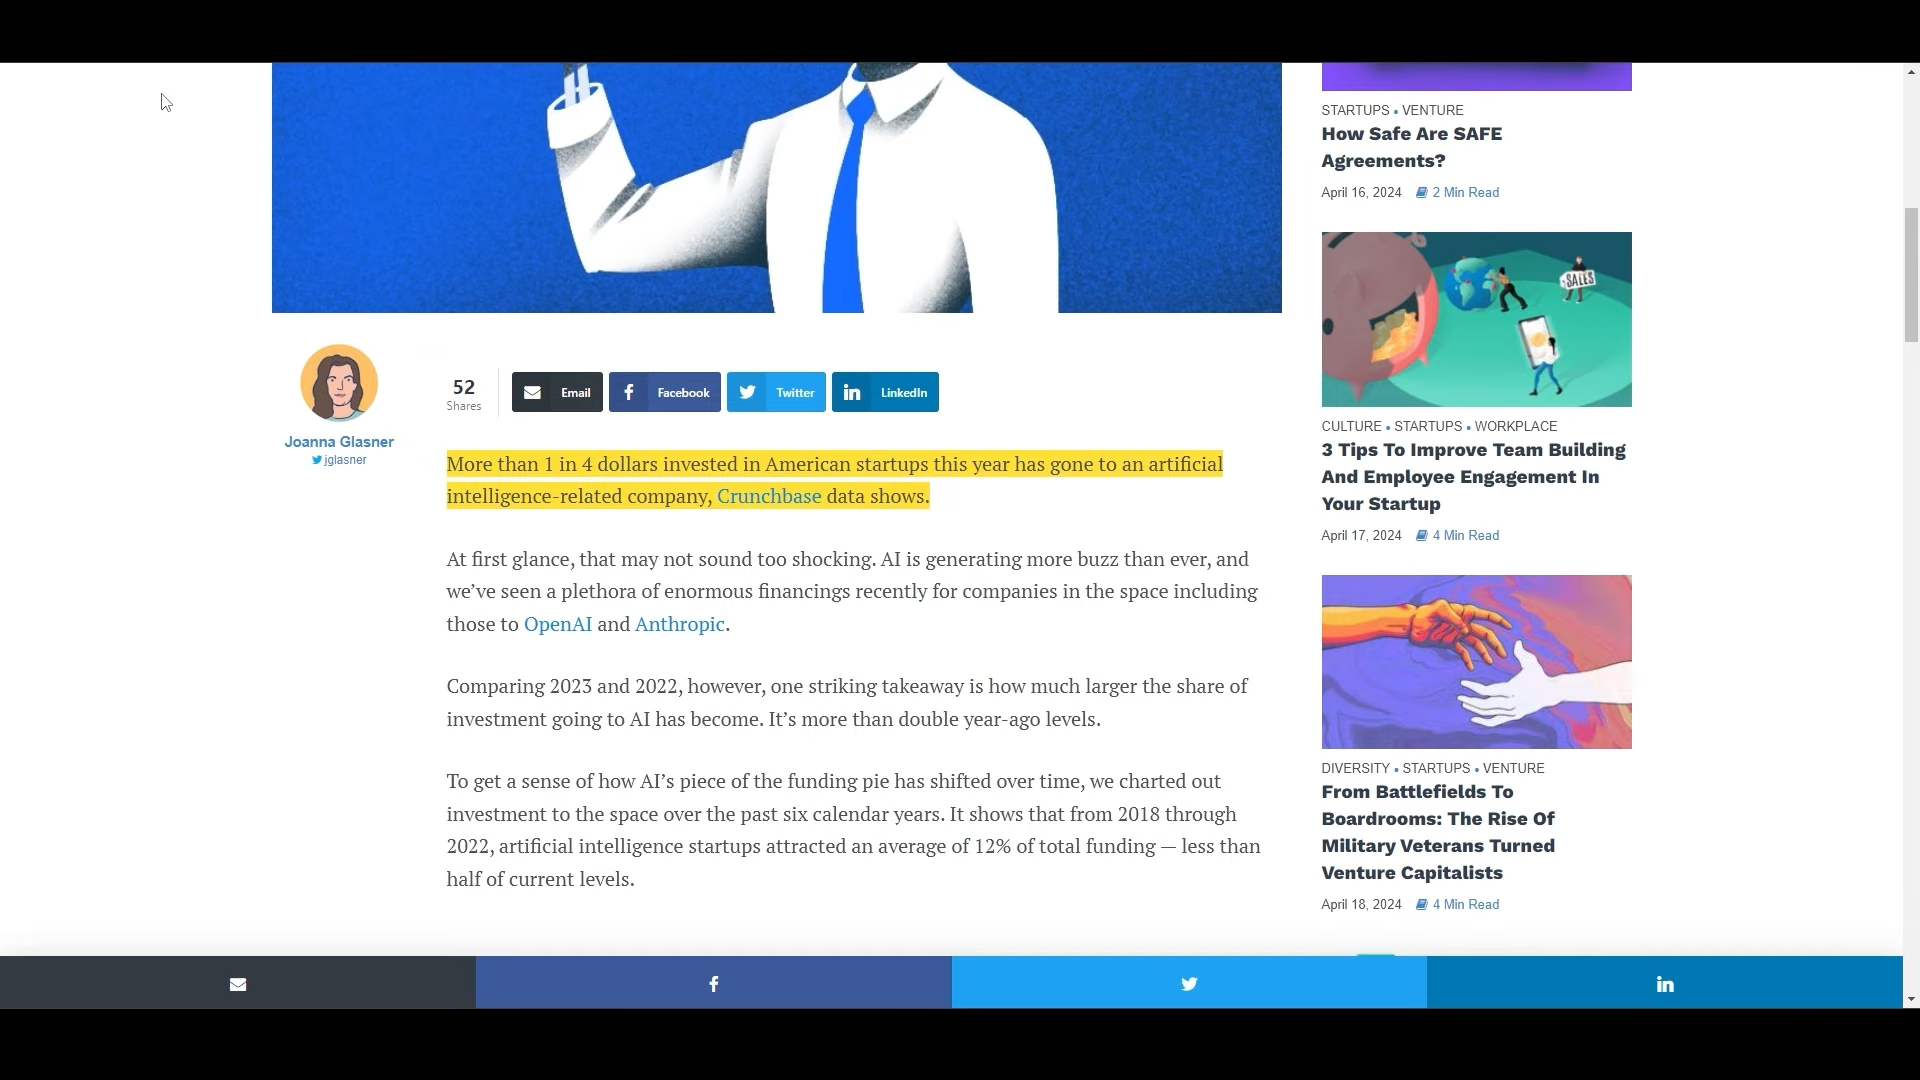 52
Shares
Email
Facebook
Twitter
LinkedIn
Joanna Glasner
jglasner
More than 1 in 4 dollars invested in American startups this year has gone to an artificial
intelligence-related company, Crunchbase data shows.
At first glance, that may not sound too shocking. AI is generating more buzz than ever, and
we’ve seen a plethora of enormous financings recently for companies in the space including
those to OpenAI and Anthropic.
Comparing 2023 and 2022, however, one striking takeaway is how much larger the share of
investment going to AI has become. It’s more than double year-ago levels.
To get a sense of how AI’s piece of the funding pie has shifted over time, we charted out
investment to the space over the past six calendar years. It shows that from 2018 through
2022, artificial intelligence startups attracted an average of 12% of total funding — less than
half of current levels.
STARTUPS • VENTURE
How Safe Are SAFE
Agreements?
April 16, 2024 2 Min Read
SALES
CULTURE • STARTUPS • WORKPLACE
3 Tips To Improve Team Building
And Employee Engagement In
Your Startup
April 17, 2024 4 Min Read
DIVERSITY • STARTUPS • VENTURE
From Battlefields To
Boardrooms: The Rise Of
Military Veterans Turned
Venture Capitalists
April 18, 2024 4 Min Read